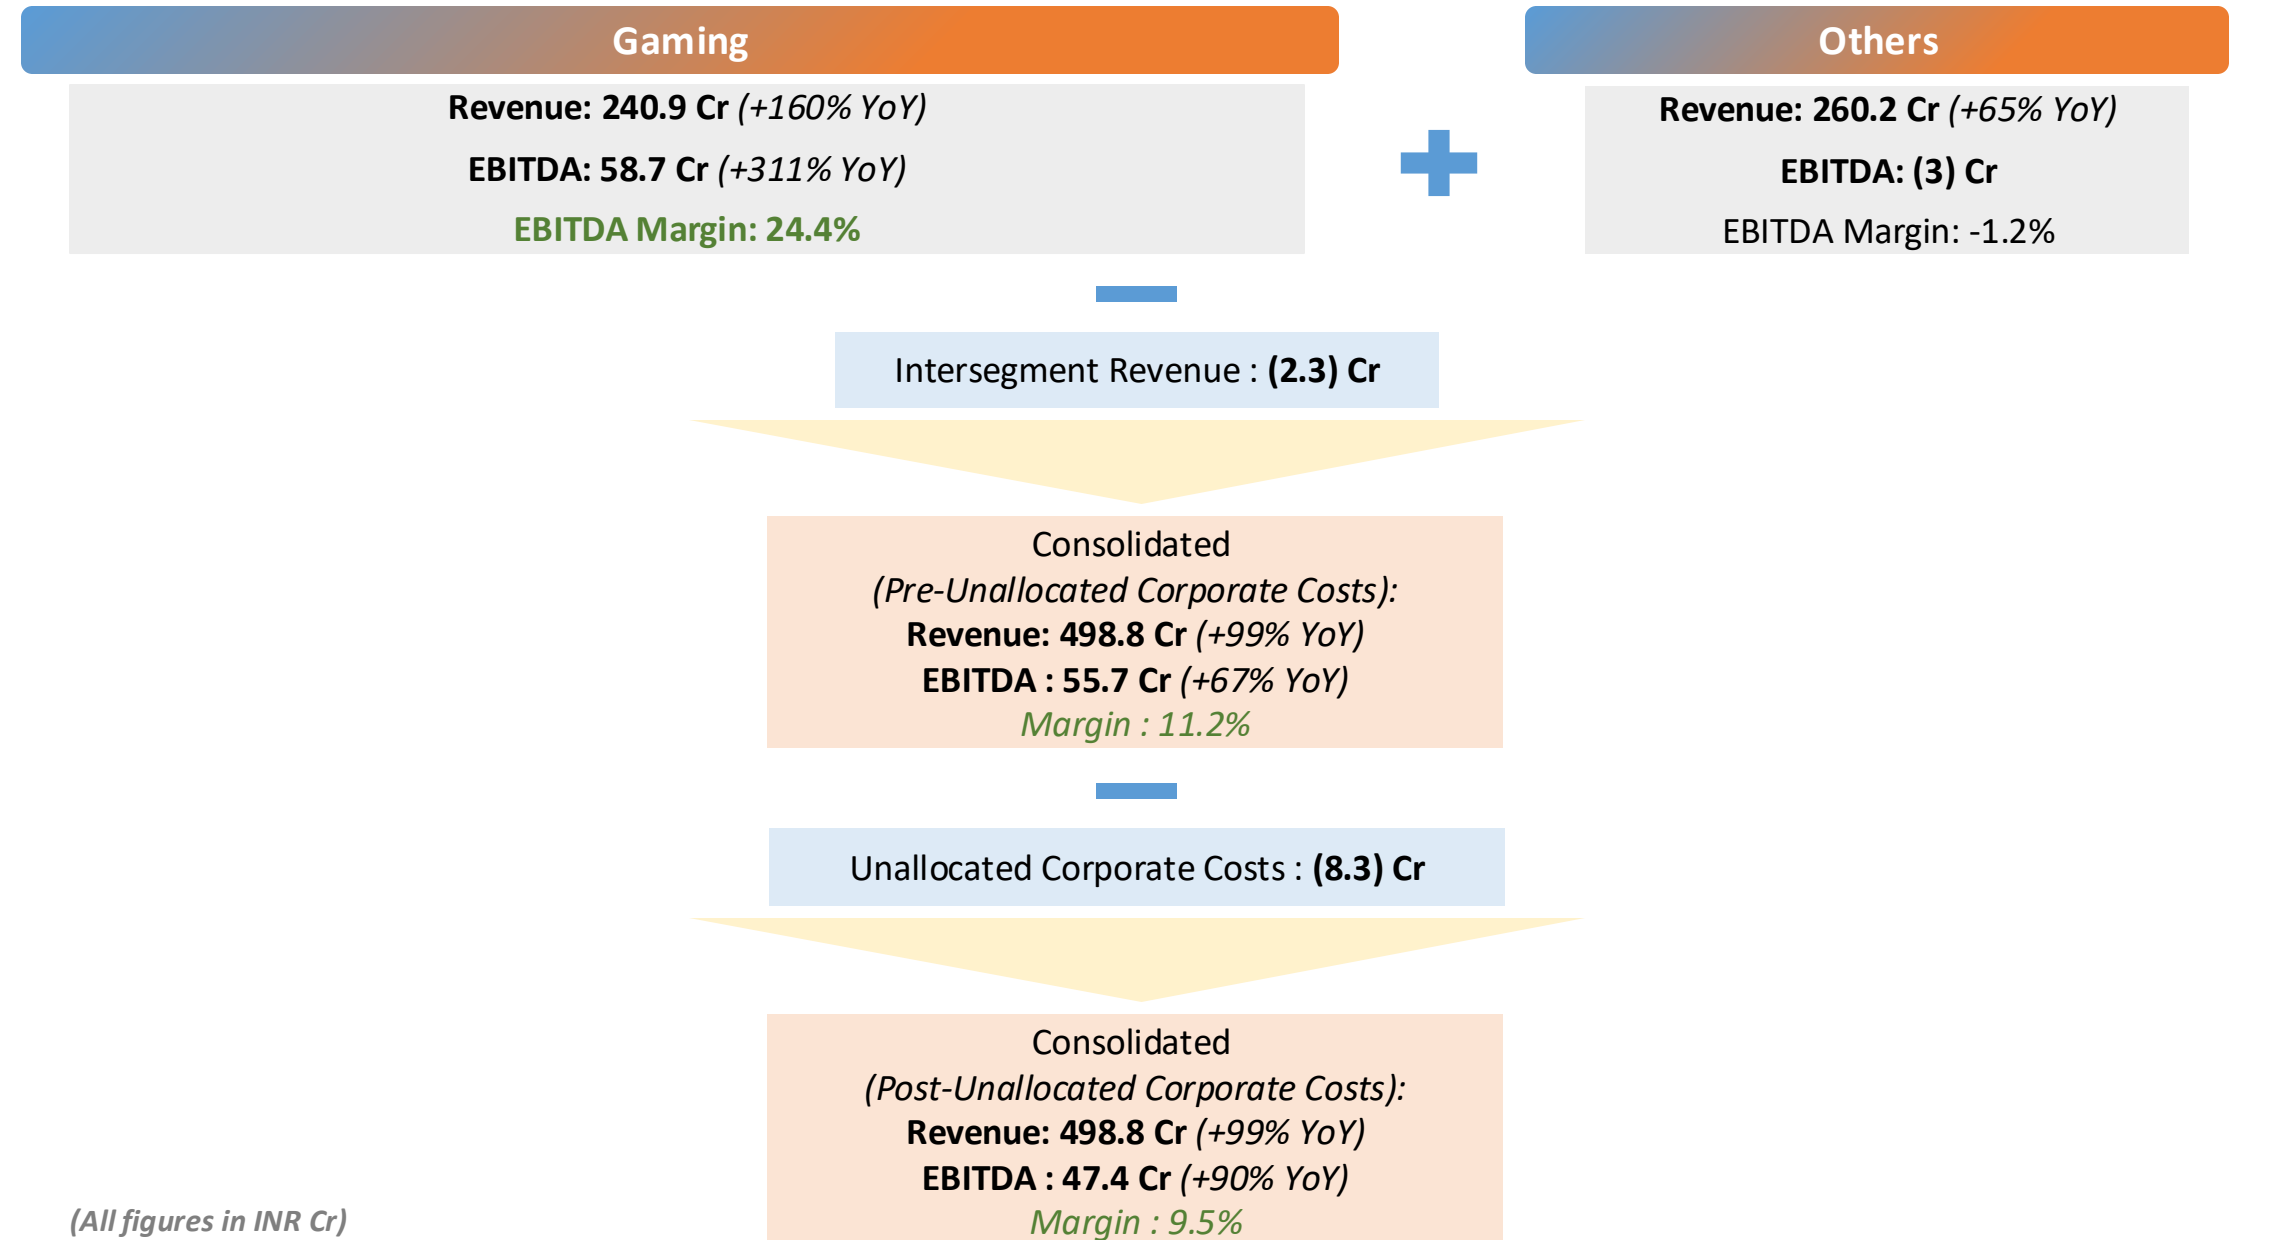 Gaming
Revenue: 240.9 Cr (+160% YoY)
EBITDA: 58.7 Cr (+311% YoY)
EBITDA Margin: 24.4%
Others
Revenue: 260.2 Cr (+65% YoY)
EBITDA: (3) Cr
EBITDA Margin: -1.2%
Intersegment Revenue : (2.3) Cr
Consolidated
(Pre-Unallocated Corporate Costs):
Revenue: 498.8 Cr (+99% YoY)
EBITDA : 55.7 Cr (+67% YoY)
Margin : 11.2%
Unallocated Corporate Costs : (8.3) Cr
Consolidated
(Post-Unallocated Corporate Costs):
Revenue: 498.8 Cr (+99% YoY)
EBITDA : 47.4 Cr (+90% YoY)
Margin : 9.5%
(All figures in INR Cr)